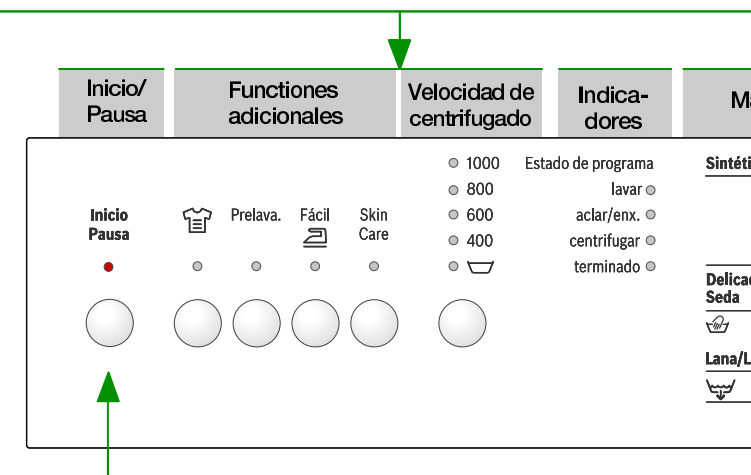 Inicio/
Pausa
Functiones
adicionales
Velocidad de
centrifugado
Indica-
dores
1000
800
600
400
Estado de programa
lavar
aclar/enx.
centrifugar
terminado
Inicio
Pausa
Prelava.
Fácil
Skin
Care
Sintéti
Delica
Seda
Lana/L